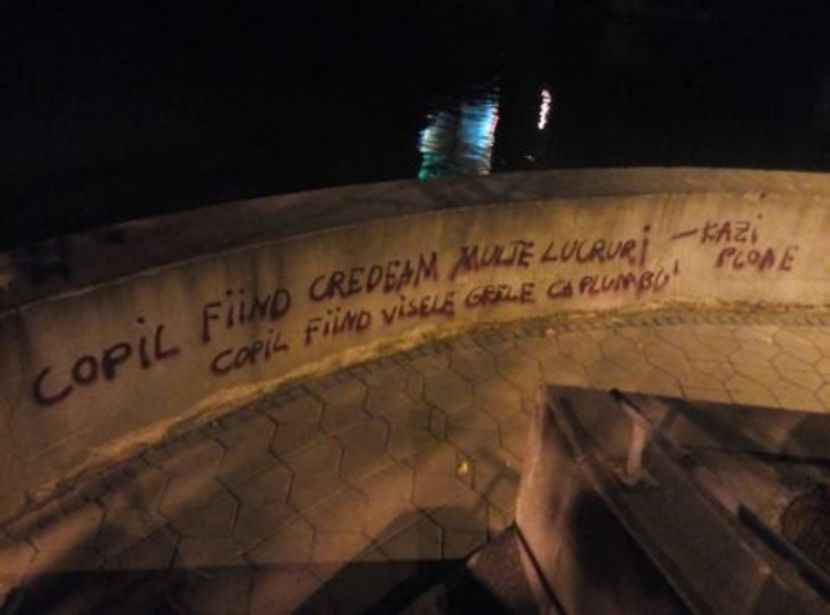 COPiL FiiND CREDEAM MULTE LUCRURi
COPiL FiiND ViSELE GRELE CA PLUMBU'
—KAZi
PLOAE